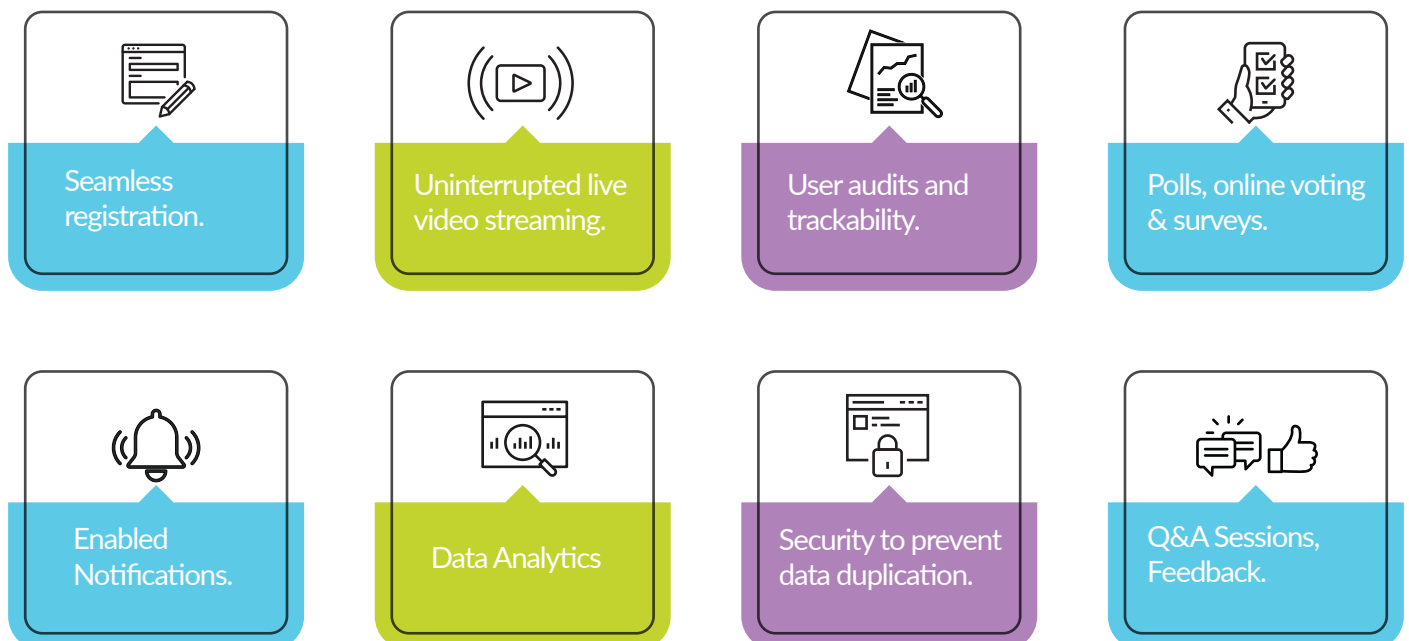 Seamless
registration.
Uninterrupted live
video streaming.
User audits and
trackability.
Polls, online voting
& surveys.
Enabled
Notifications.
Data Analytics
Security to prevent
data duplication.
Q&A Sessions,
Feedback.